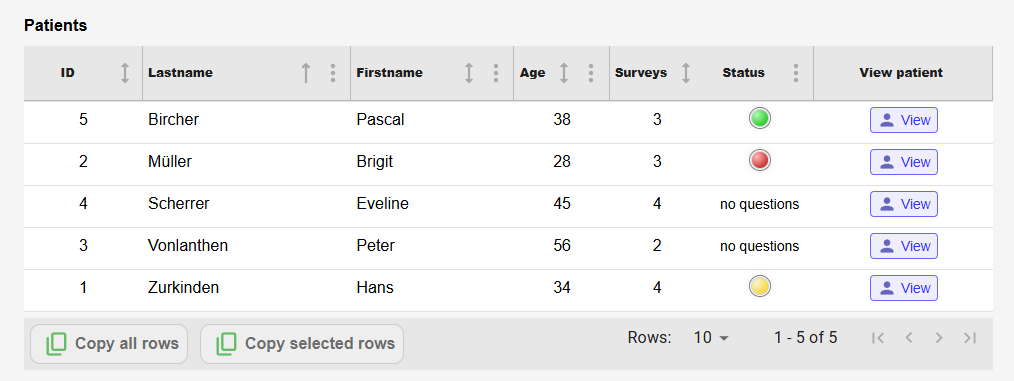 Patients
ID Lastname Firstname Age Surveys Status View patient
5 Bircher Pascal 38 3 View
2 Müller Brigit 28 3 View
4 Scherrer Eveline 45 4 no questions View
3 Vonlanthen Peter 56 2 no questions View
1 Zurkinden Hans 34 4 View
Copy all rows Copy selected rows Rows: 10 1 - 5 of 5